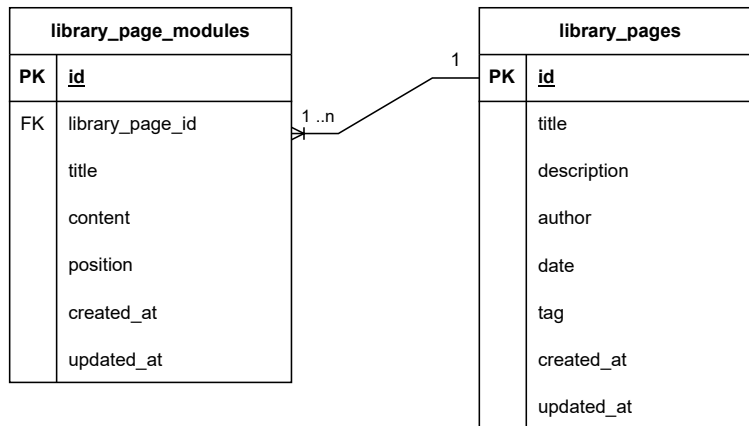 library_page_modules
PK id
FK library_page_id
title
content
position
created_at
updated_at
1 ..n
1
library_pages
PK id
title
description
author
date
tag
created_at
updated_at